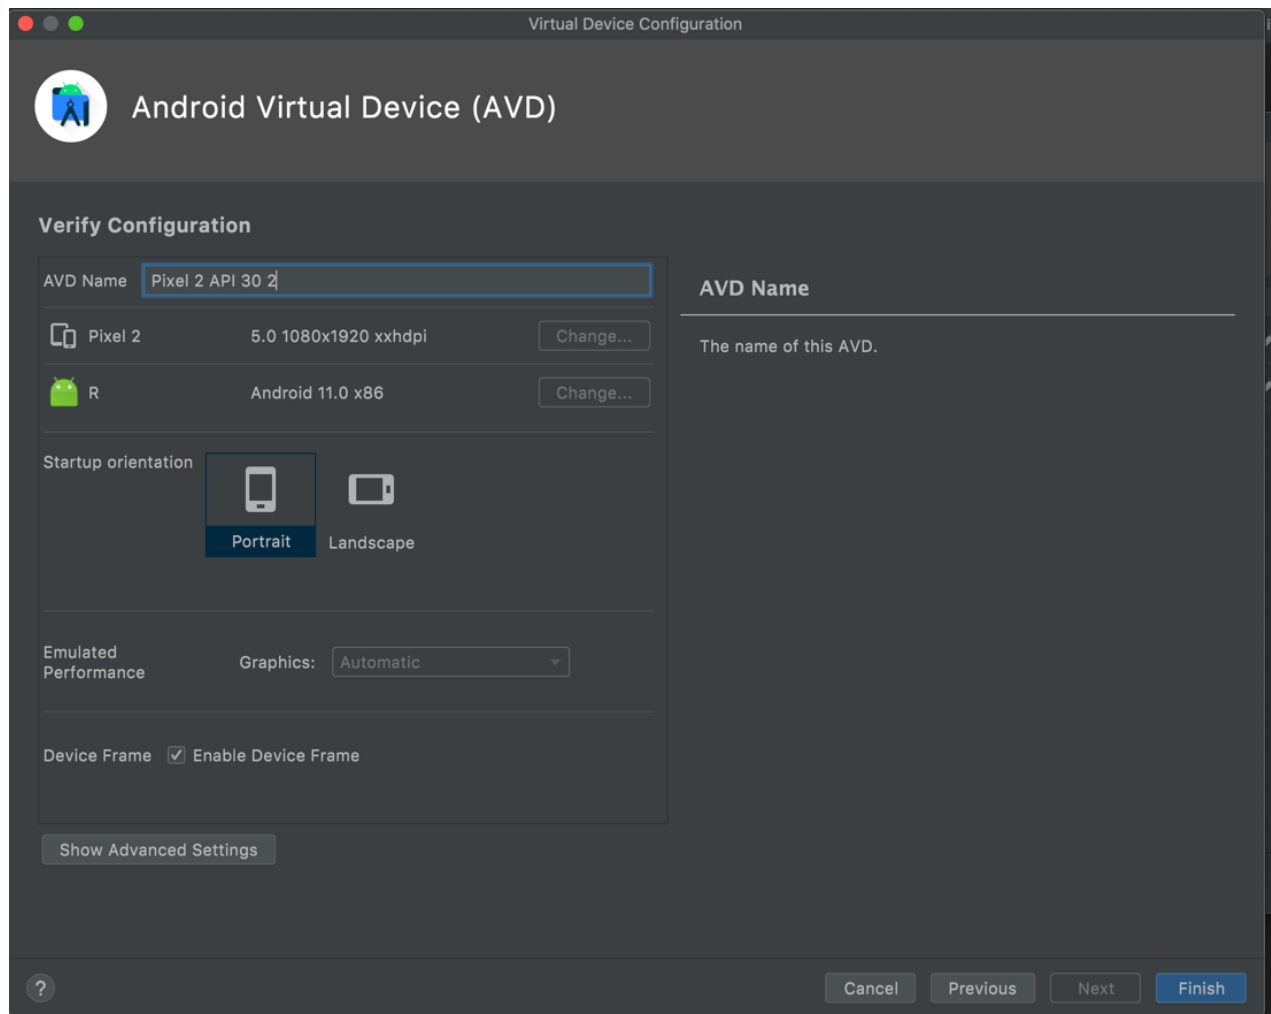 Virtual Device Configuration
Android Virtual Device (AVD)
Verify Configuration
AVD Name Pixel 2 API 30 2
Pixel 2 5.0 1080x1920 xxhdpi Change...
R Android 11.0 x86 Change...
Startup orientation
Portrait
Landscape
Emulated
Performance
Graphics: Automatic
Device Frame Enable Device Frame
Show Advanced Settings
AVD Name
The name of this AVD.
? Cancel Previous Next Finish